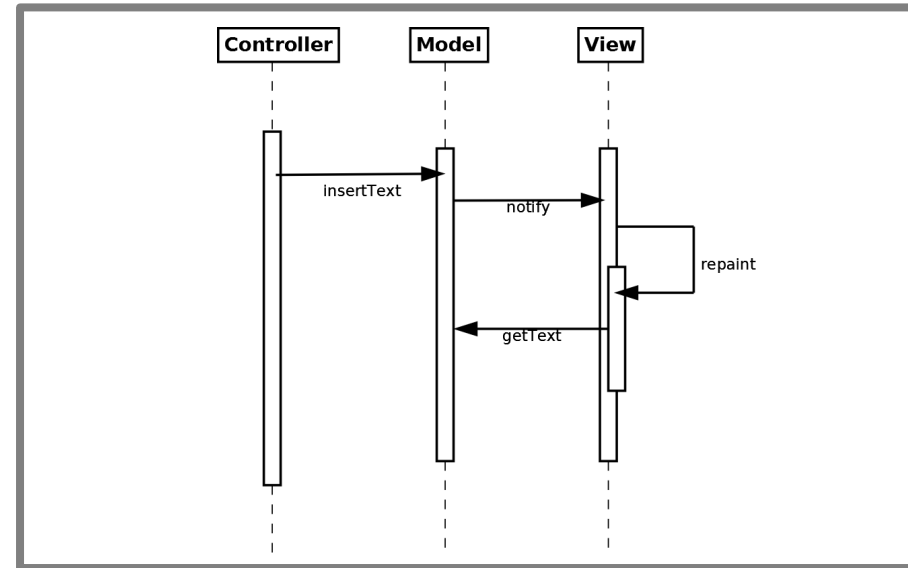 Controller
Model
View
insertText
notify
repaint
getText